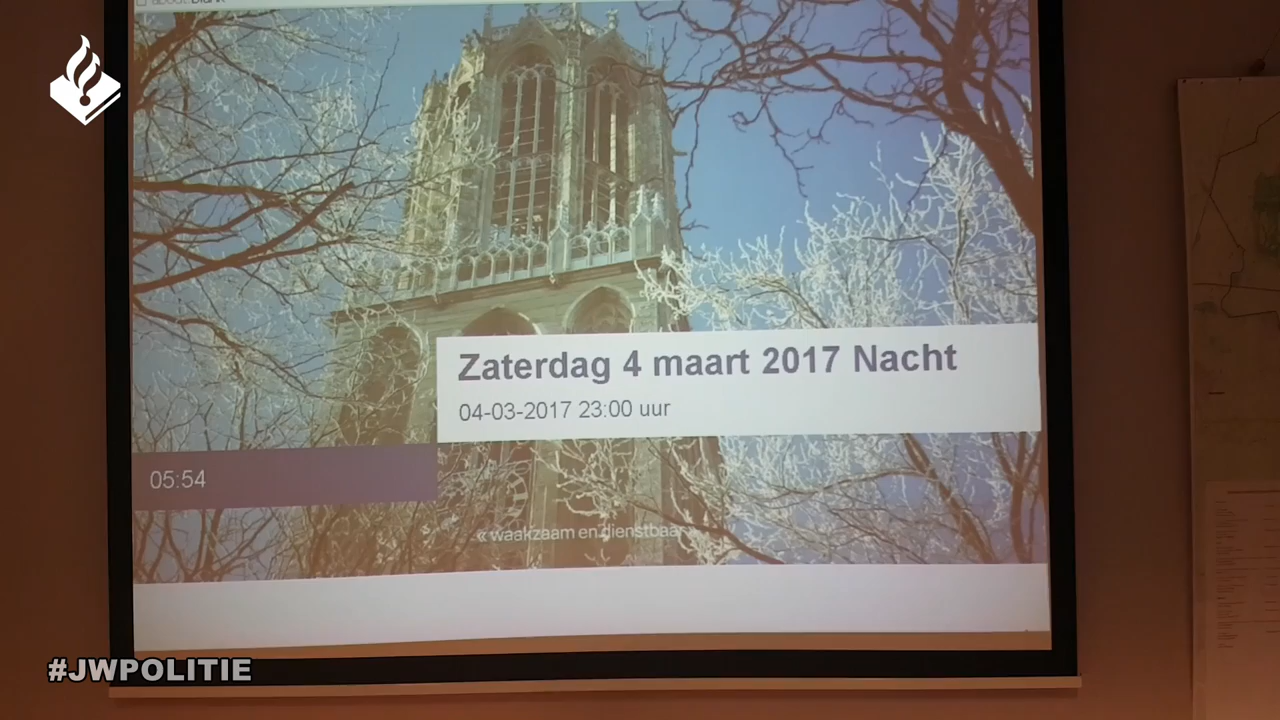 Zaterdag 4 maart 2017 Nacht
04-03-2017 23:00 uur
05:54
« waakzaam en dienstbaar »
#JWPOLITIE